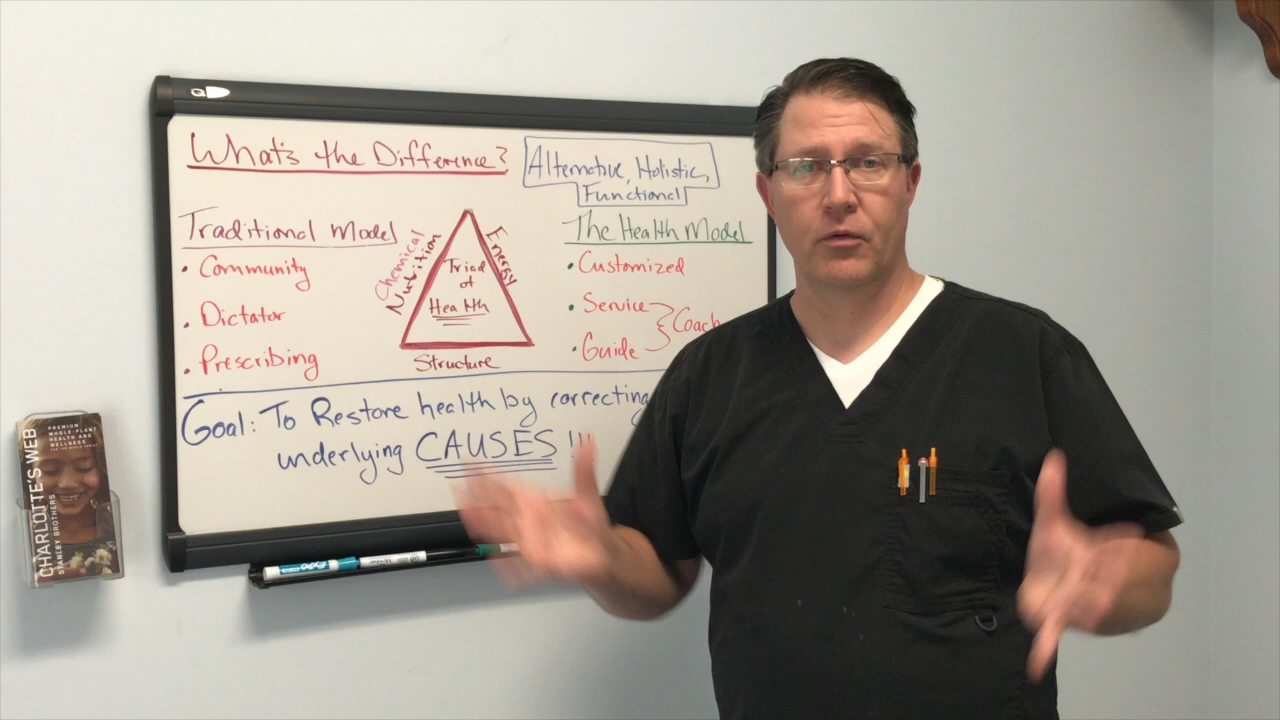 What's the Difference?
Alternative, Holistic,
Functional
Traditional Model
• Community
• Dictator
• Prescribing
Chemical
Nutrition
Energy
Triad
of
Health
Structure
The Health Model
• Customized
• Service
• Guide
Coach
Goal: To Restore health by correcting
underlying CAUSES !!!
PREMIUM
WHOLE-PLANT
HEALTH AND
WELLNESS
CHARLOTTE'S WEB
STANLEY BROTHERS
EXPO